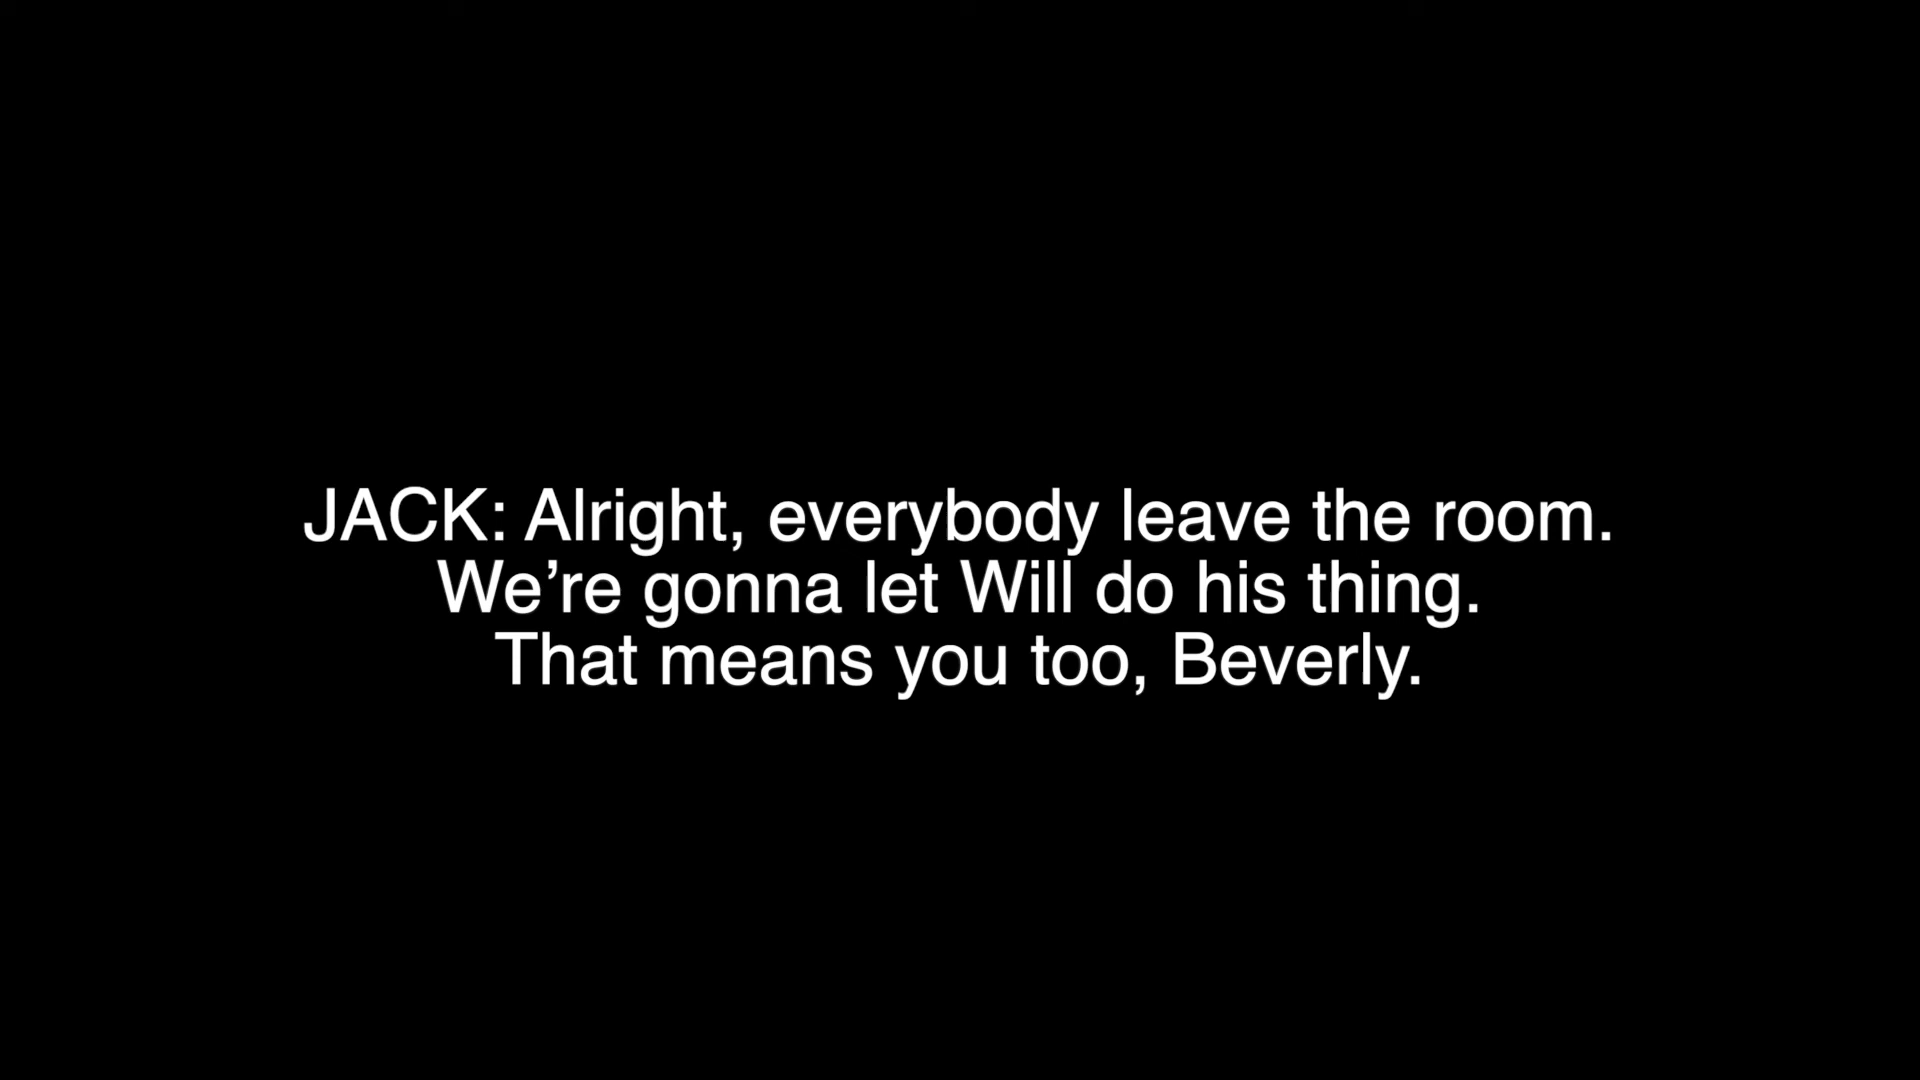 JACK: Alright, everybody leave the room.
We’re gonna let Will do his thing.
That means you too, Beverly.